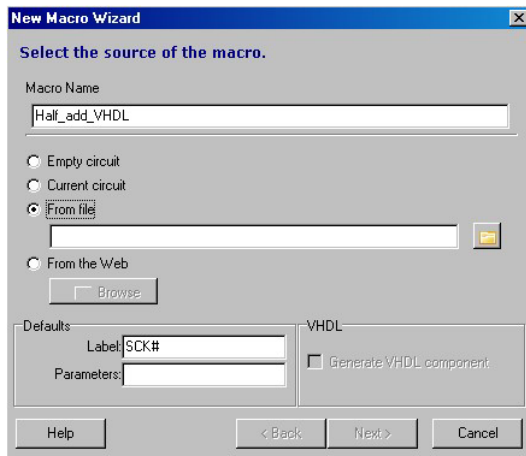 New Macro Wizard
Select the source of the macro.
Macro Name
Half_add_VHDL
Empty circuit
Current circuit
From file
From the Web
Browse
Defaults
Label: SCK#
Parameters:
VHDL
Generate VHDL component
Help
< Back
Next >
Cancel